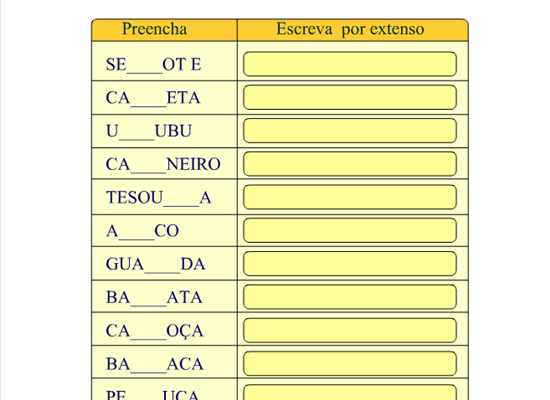 Preencha Escreva por extenso
SE____OT E
CA____ETA
U____UBU
CA____NEIRO
TESOU____A
A____CO
GUA____DA
BA____ATA
CA____OÇA
BA____ACA
PE____UCA